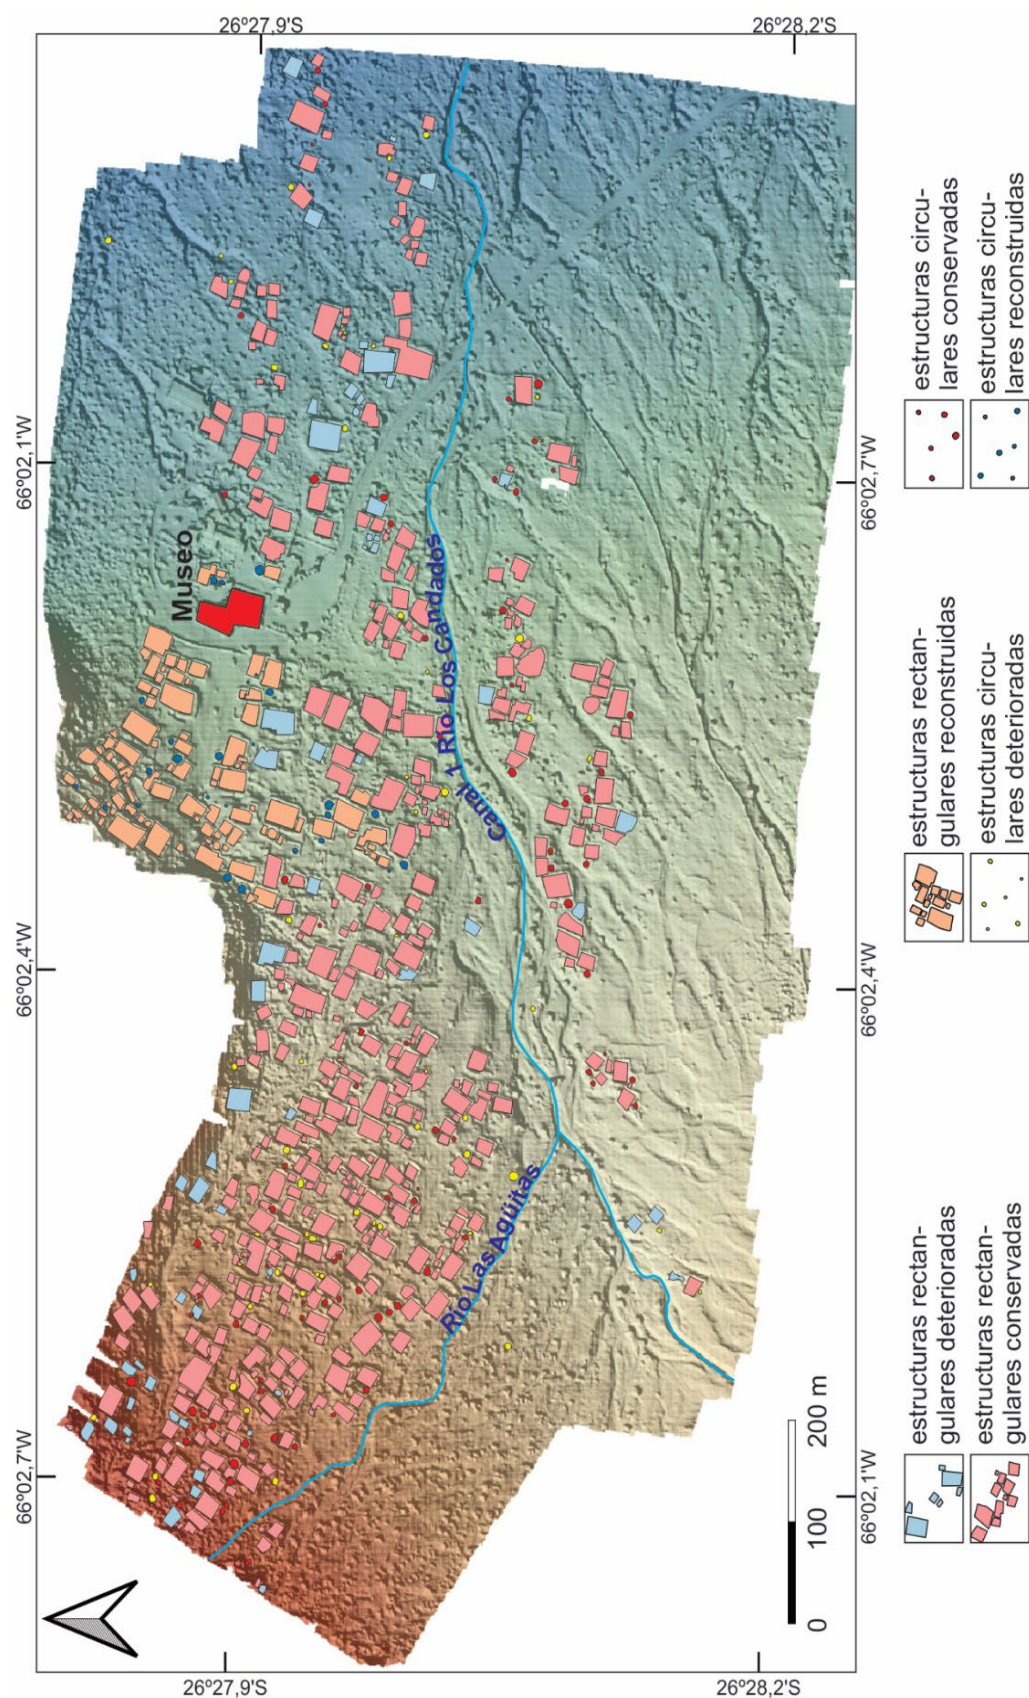 66º02,7'W
66º02,4'W
66º02,1'W
26º27,9'S
26º27,9'S
Museo
Río Las Agüitas
Canal 1 Río Los Candados
26º28,2'S
26º28,2'S
0 100 200 m
66º02,1'W
66º02,4'W
66º02,7'W
estructuras rectan-
gulares deterioradas
estructuras rectan-
gulares conservadas
estructuras rectan-
gulares reconstruidas
estructuras circu-
lares deterioradas
estructuras circu-
lares conservadas
estructuras circu-
lares reconstruidas